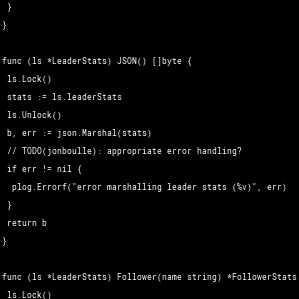 }
}
func (ls *LeaderStats) JSON() []byte {
ls.Lock()
stats := ls.leaderStats
ls.Unlock()
b, err := json.Marshal(stats)
// TODO(jonboulle): appropriate error handling?
if err != nil {
plog.Errorf("error marshalling leader stats (%v)", err)
}
return b
}
func (ls *LeaderStats) Follower(name string) *FollowerStats
ls.Lock()